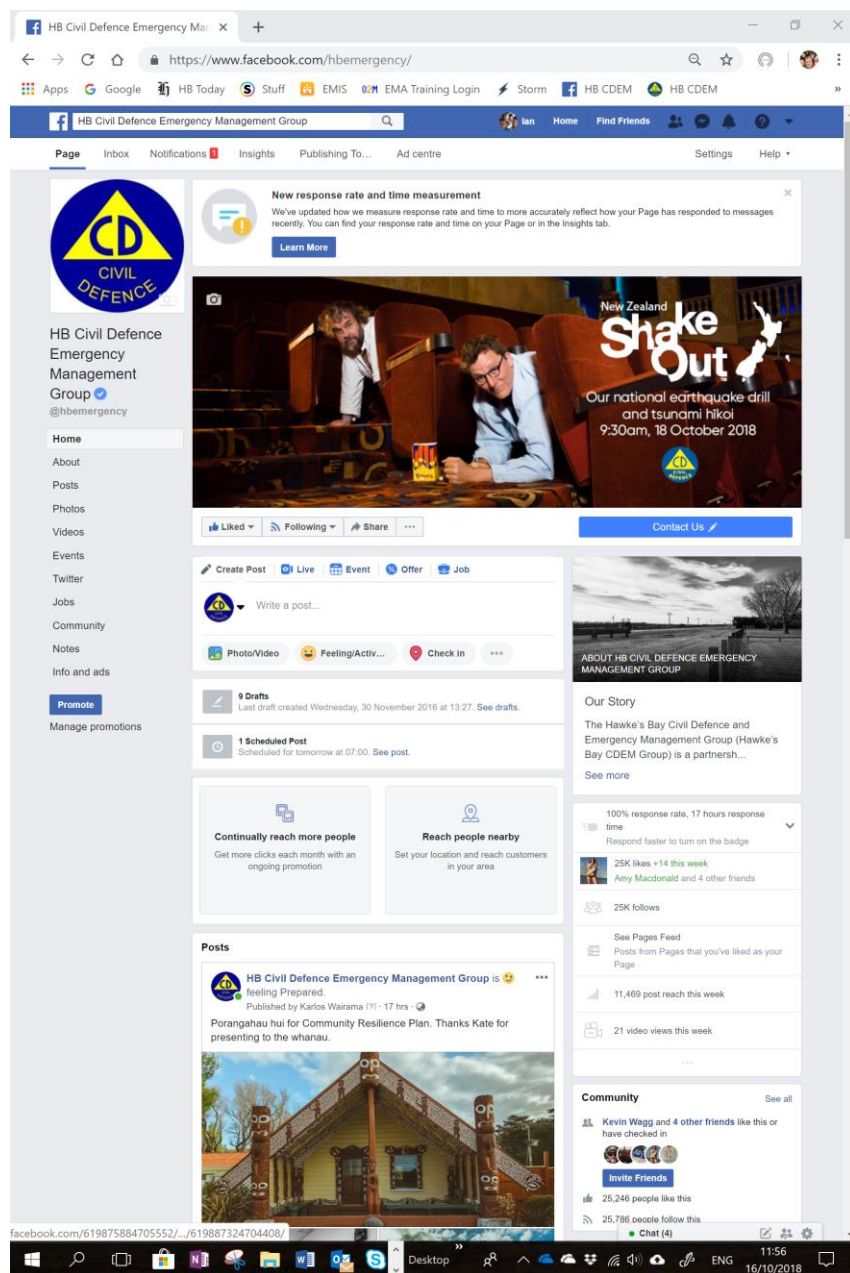 HB Civil Defence Emergency Man
https://www.facebook.com/hbemergency/
Apps Google HB Today Stuff EMIS EMA Training Login Storm HB CDEM HB CDEM »
HB Civil Defence Emergency Management Group
Ian Home Find Friends
Page Inbox Notifications 1 Insights Publishing To... Ad centre Settings Help
CD
CIVIL
DEFENCE
HB Civil Defence
Emergency
Management
Group
@hbemergency
Home
About
Posts
Photos
Videos
Events
Twitter
Jobs
Community
Notes
Info and ads
Promote
Manage promotions
New response rate and time measurement
We've updated how we measure response rate and time to more accurately reflect how your Page has responded to messages
recently. You can find your response rate and time on your Page or in the Insights tab.
Learn More
New Zealand
Shake
Out
Our national earthquake drill
and tsunami hīkoi
9:30am, 18 October 2018
CIVIL
DEFENCE
Liked Following Share ...
Contact Us
Create Post Live Event Offer Job
Write a post...
Photo/Video Feeling/Activ... Check in ...
9 Drafts
Last draft created Wednesday, 30 November 2016 at 13:27. See drafts.
1 Scheduled Post
Scheduled for tomorrow at 07:00. See post.
Continually reach more people
Get more clicks each month with an
ongoing promotion
Reach people nearby
Set your location and reach customers
in your area
Posts
HB Civil Defence Emergency Management Group is
feeling Prepared.
Published by Karlos Wairama [?] · 17 hrs ·
Porangahau hui for Community Resilience Plan. Thanks Kate for
presenting to the whanau.
ABOUT HB CIVIL DEFENCE EMERGENCY
MANAGEMENT GROUP
Our Story
The Hawke's Bay Civil Defence and
Emergency Management Group (Hawke's
Bay CDEM Group) is a partnersh...
See more
100% response rate, 17 hours response
time
Respond faster to turn on the badge
25K likes +14 this week
Amy Macdonald and 4 other friends
25K follows
See Pages Feed
Posts from Pages that you've liked as your
Page
11,469 post reach this week
21 video views this week
...
Community See all
Kevin Wagg and 4 other friends like this or
have checked in
Invite Friends
25,246 people like this
25,786 people follow this
Chat (4)
facebook.com/619875884705552/.../619887324704408/
Desktop » ENG 11:56
16/10/2018